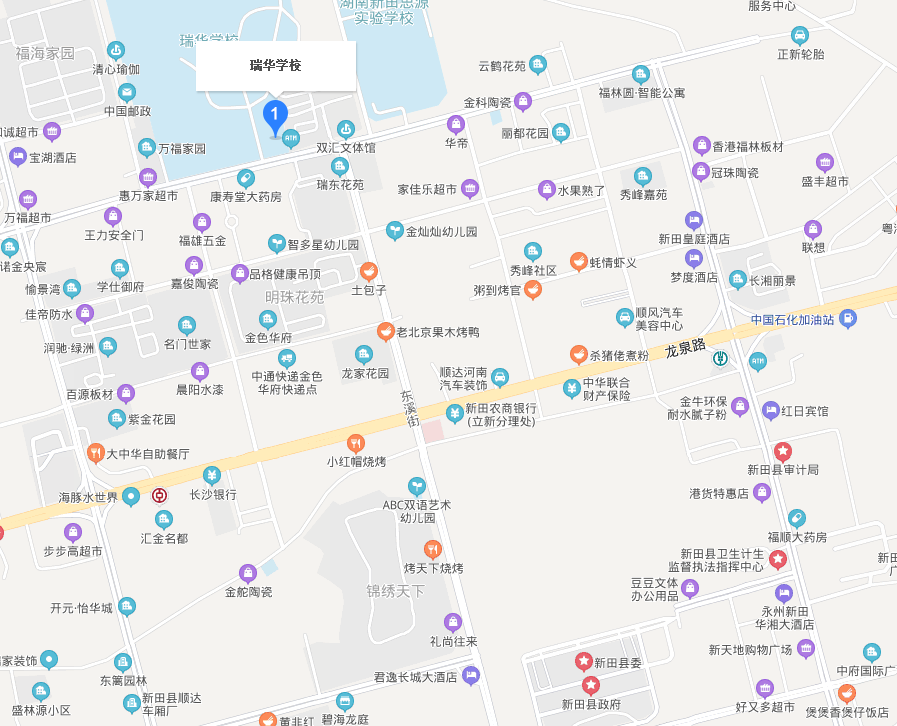 湖南新田思源
实验学校
服务中心
瑞华学校
福海家园
正新轮胎
清心瑜伽
云鹤花苑
瑞华学校
福林圆·智能公寓
中国邮政
1
金科陶瓷
诚超市
ATM
双汇文体馆
华帝
丽都花园
香港福林板材
宝湖酒店
万福家园
冠珠陶瓷
盛丰超市
惠万家超市
康寿堂大药房
瑞东花苑
家佳乐超市
水果熟了
秀峰嘉苑
万福超市
王力安全门
福雄五金
智多星幼儿园
金灿灿幼儿园
新田皇庭酒店
联想
诺金央宸
学仕御府
嘉俊陶瓷
品格健康吊顶
土包子
秀峰社区
蚝情虾义
梦度酒店
长湘丽景
愉景湾
明珠花苑
粥到烤官
佳帝防水
名门世家
金色华府
老北京果木烤鸭
顺风汽车
美容中心
中国石化加油站
润驰·绿洲
龙泉路
中通快递金色
华府快递点
龙家花园
顺达河南
汽车装饰
杀猪佬煮粉
ATM
晨阳水漆
百源板材
中华联合
财产保险
东溪街
紫金花园
新田农商银行
(立新分理处)
金牛环保
耐水腻子粉
红日宾馆
大中华自助餐厅
小红帽烧烤
新田县审计局
海豚水世界
长沙银行
港货特惠店
ABC双语艺术
幼儿园
汇金名都
福顺大药房
步步高超市
烤天下烧烤
新田县卫生计生
监督执法指挥中心
新田
金舵陶瓷
锦绣天下
豆豆文体
办公用品
开元·怡华城
永州新田
华湘大酒店
礼尚往来
新天地购物广场
家装饰
东篱园林
新田县委
中府国际广
君逸长城大酒店
盛林源小区
新田县顺达
车厢厂
新田县政府
好又多超市
煲煲香煲仔饭店
董非红
碧海龙庭